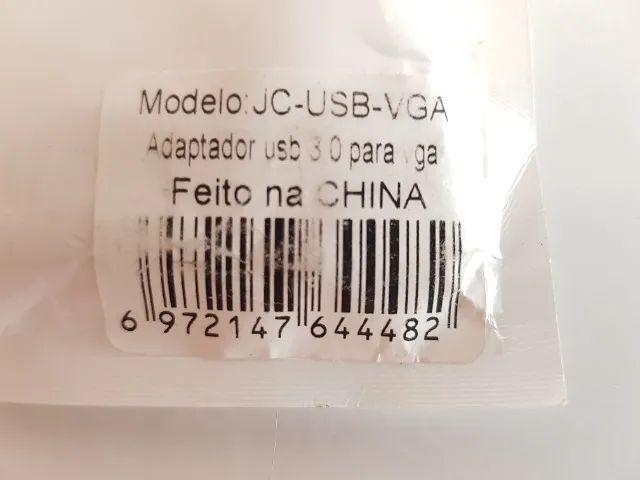 Modelo:JC-USB-VGA
Adaptador usb 3 0 para vga
Feito na CHINA
6 972147 644482